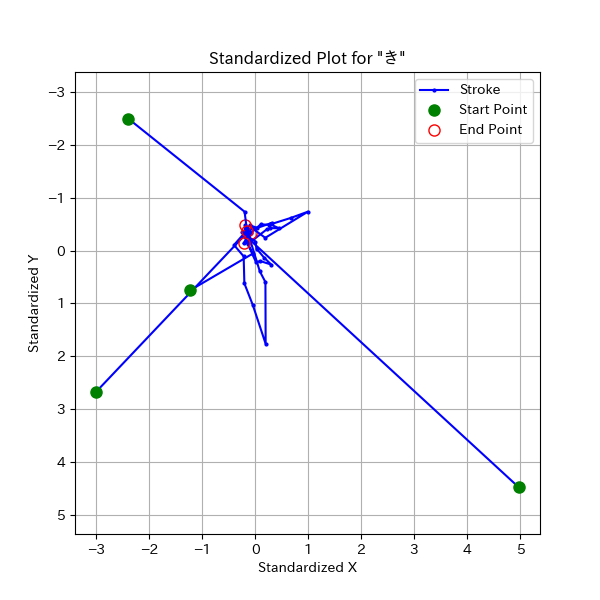 Standardized Plot for "き"
Stroke
Start Point
End Point
−3
−2
−1
0
1
2
3
4
5
Standardized Y
−3 −2 −1 0 1 2 3 4 5
Standardized X